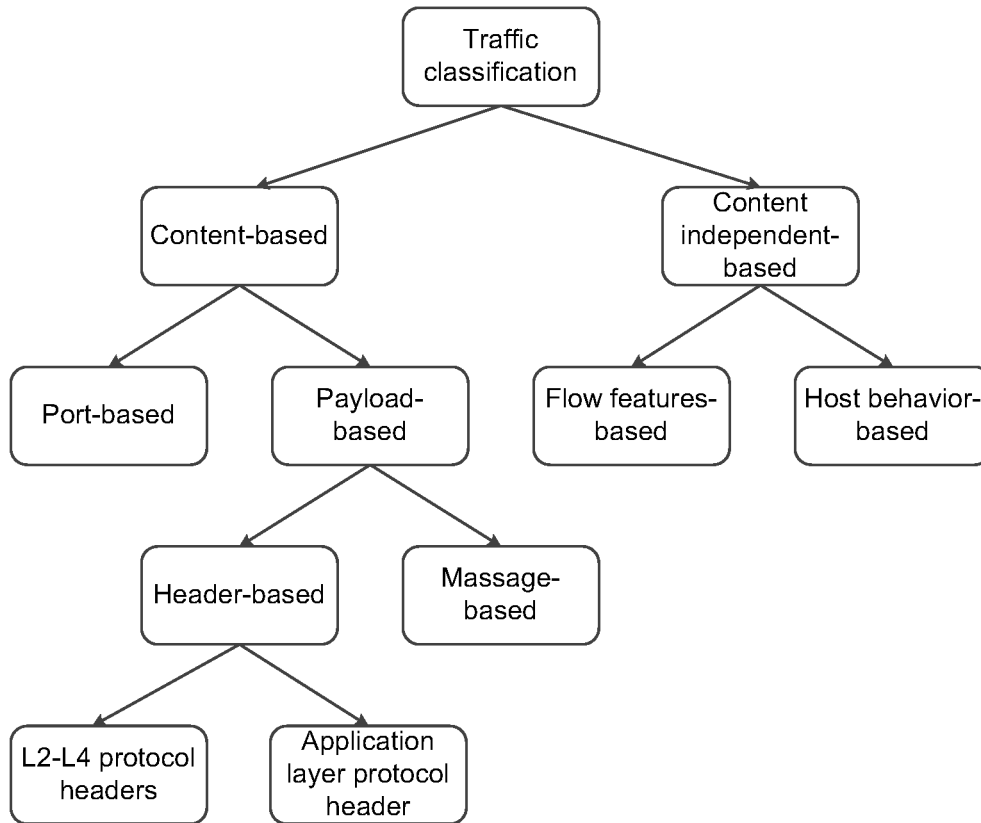 Traffic
classification
Content-based
Content
independent-
based
Port-based
Payload-
based
Flow features-
based
Host behavior-
based
Header-based
Massage-
based
L2-L4 protocol
headers
Application
layer protocol
header